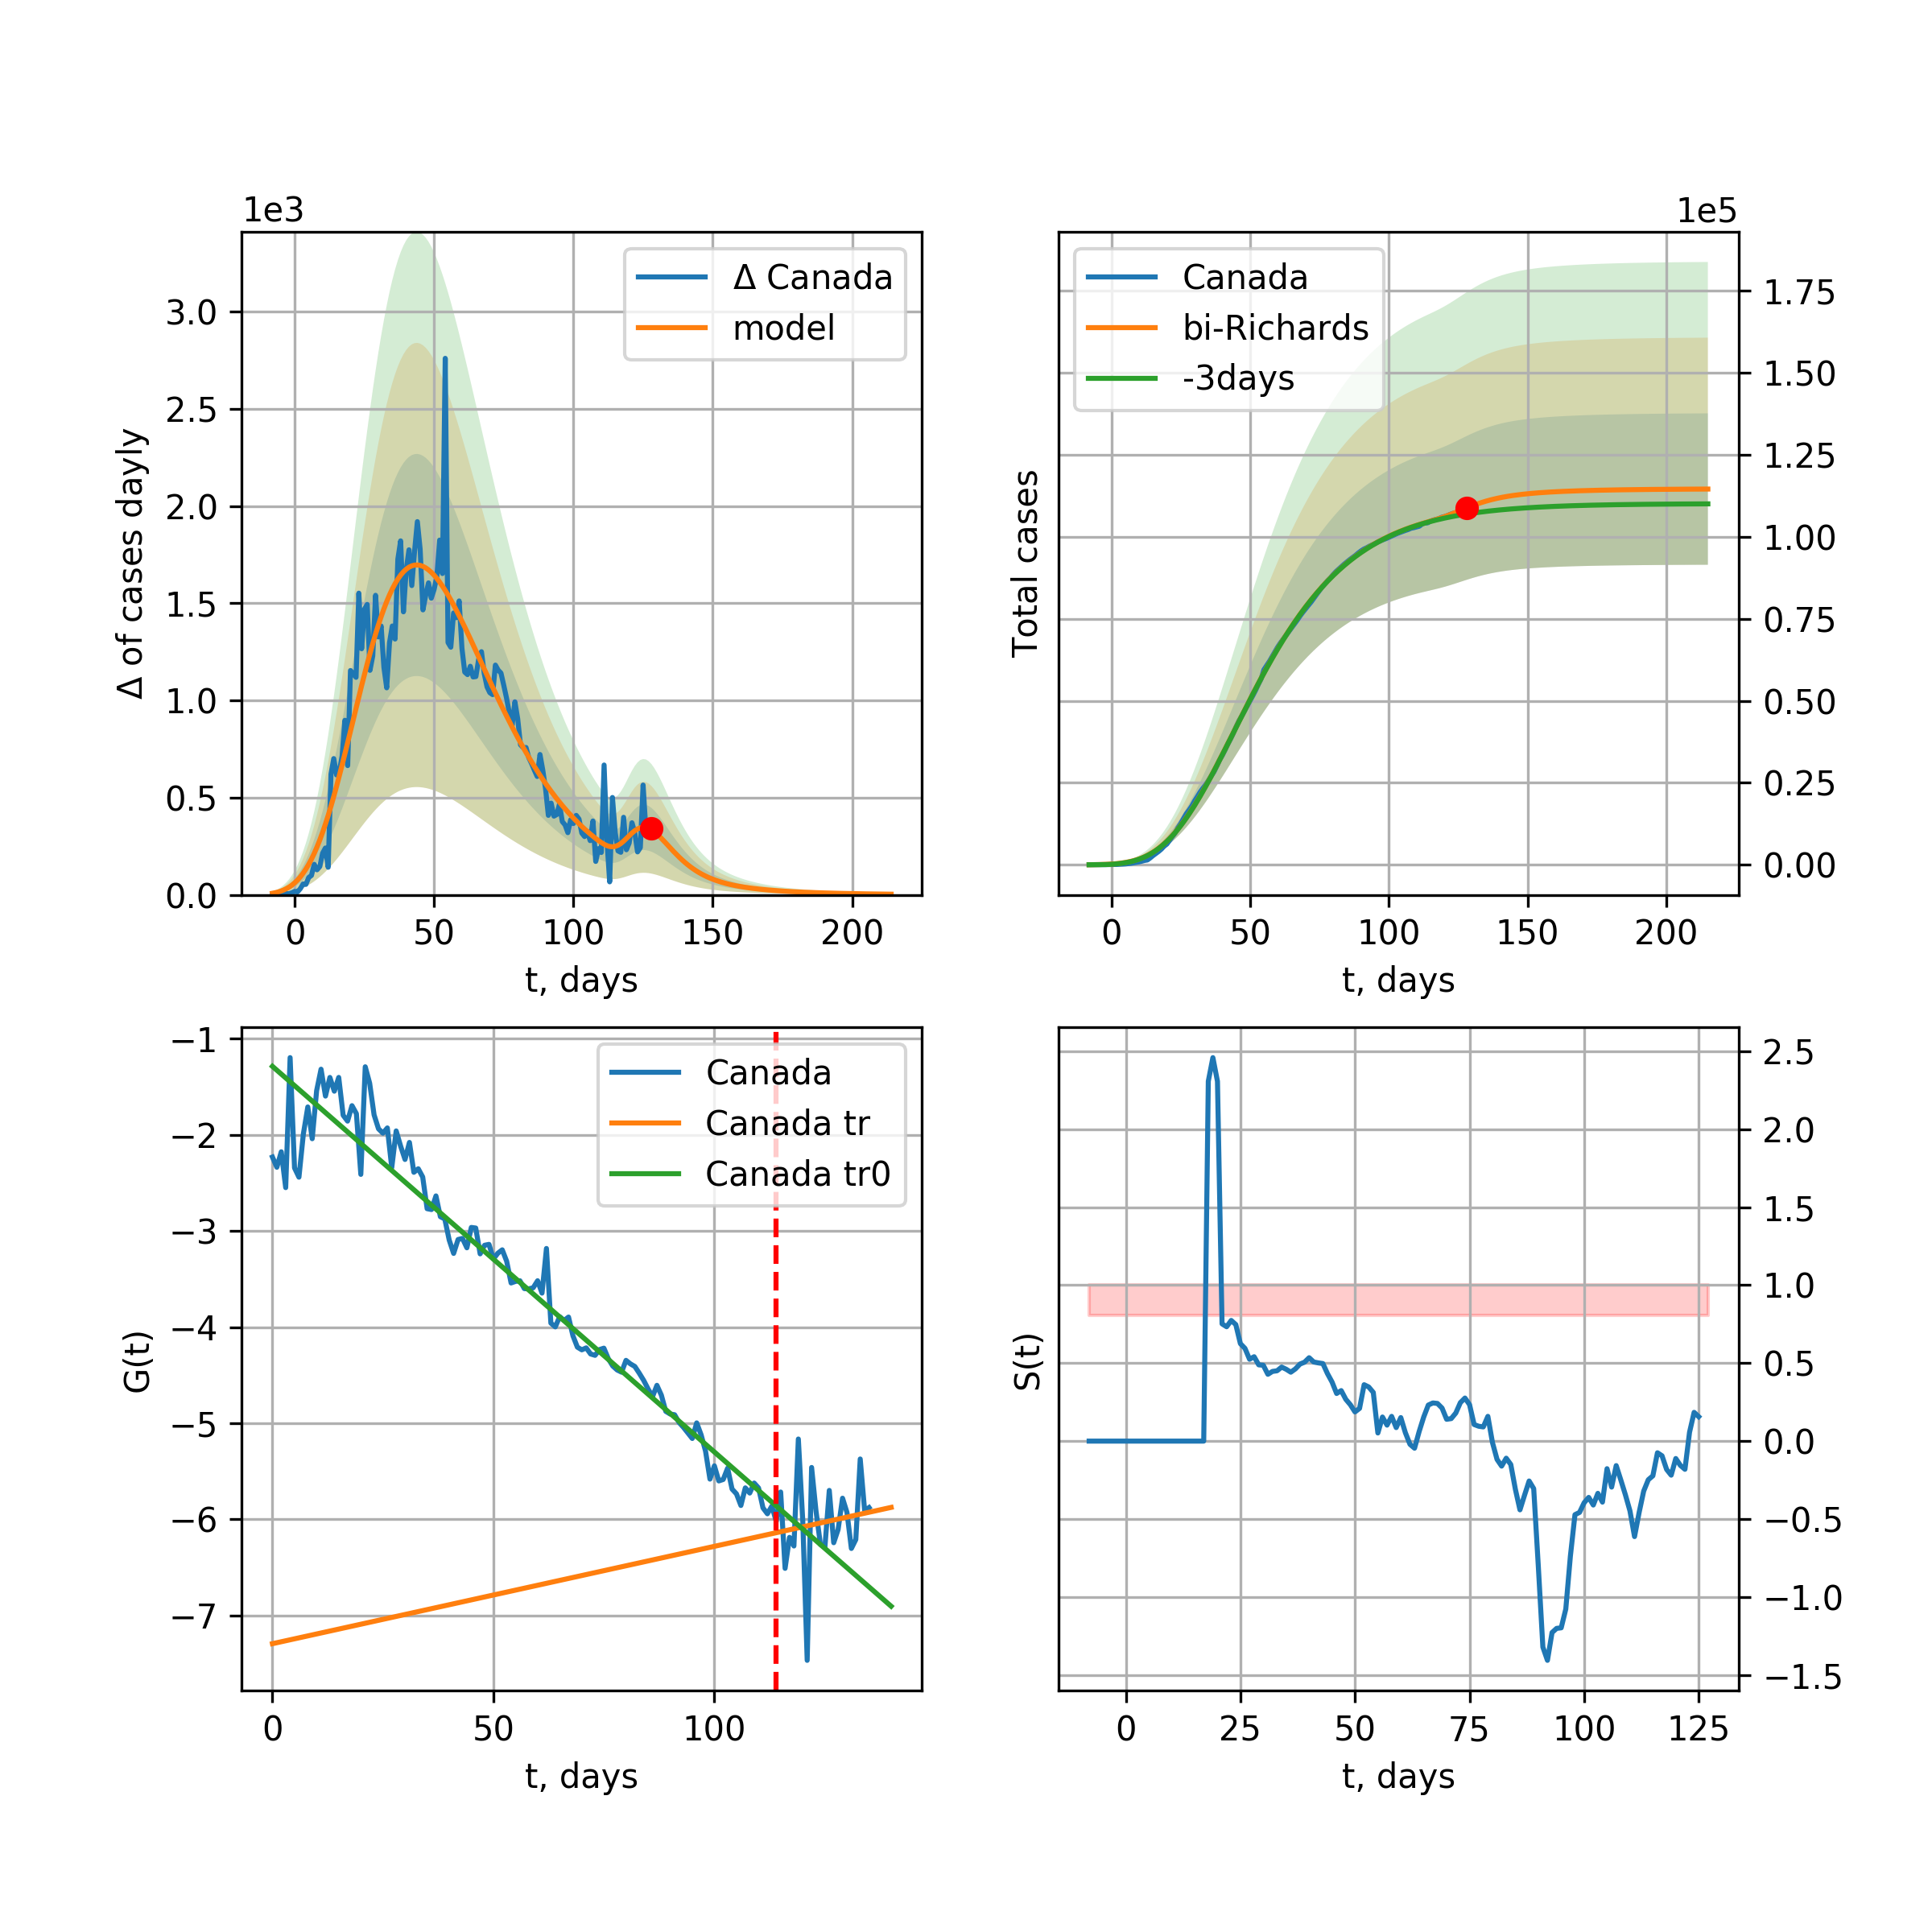 1e3
3.0
2.5
2.0
1.5
1.0
0.5
0.0
Δ of cases dayly
Δ Canada
model
0 50 100 150 200
t, days
1e5
Canada
bi-Richards
-3days
Total cases
1.75
1.50
1.25
1.00
0.75
0.50
0.25
0.00
0 50 100 150 200
t, days
−1
−2
−3
−4
−5
−6
−7
G(t)
Canada
Canada tr
Canada tr0
0 50 100
t, days
S(t)
2.5
2.0
1.5
1.0
0.5
0.0
−0.5
−1.0
−1.5
0 25 50 75 100 125
t, days